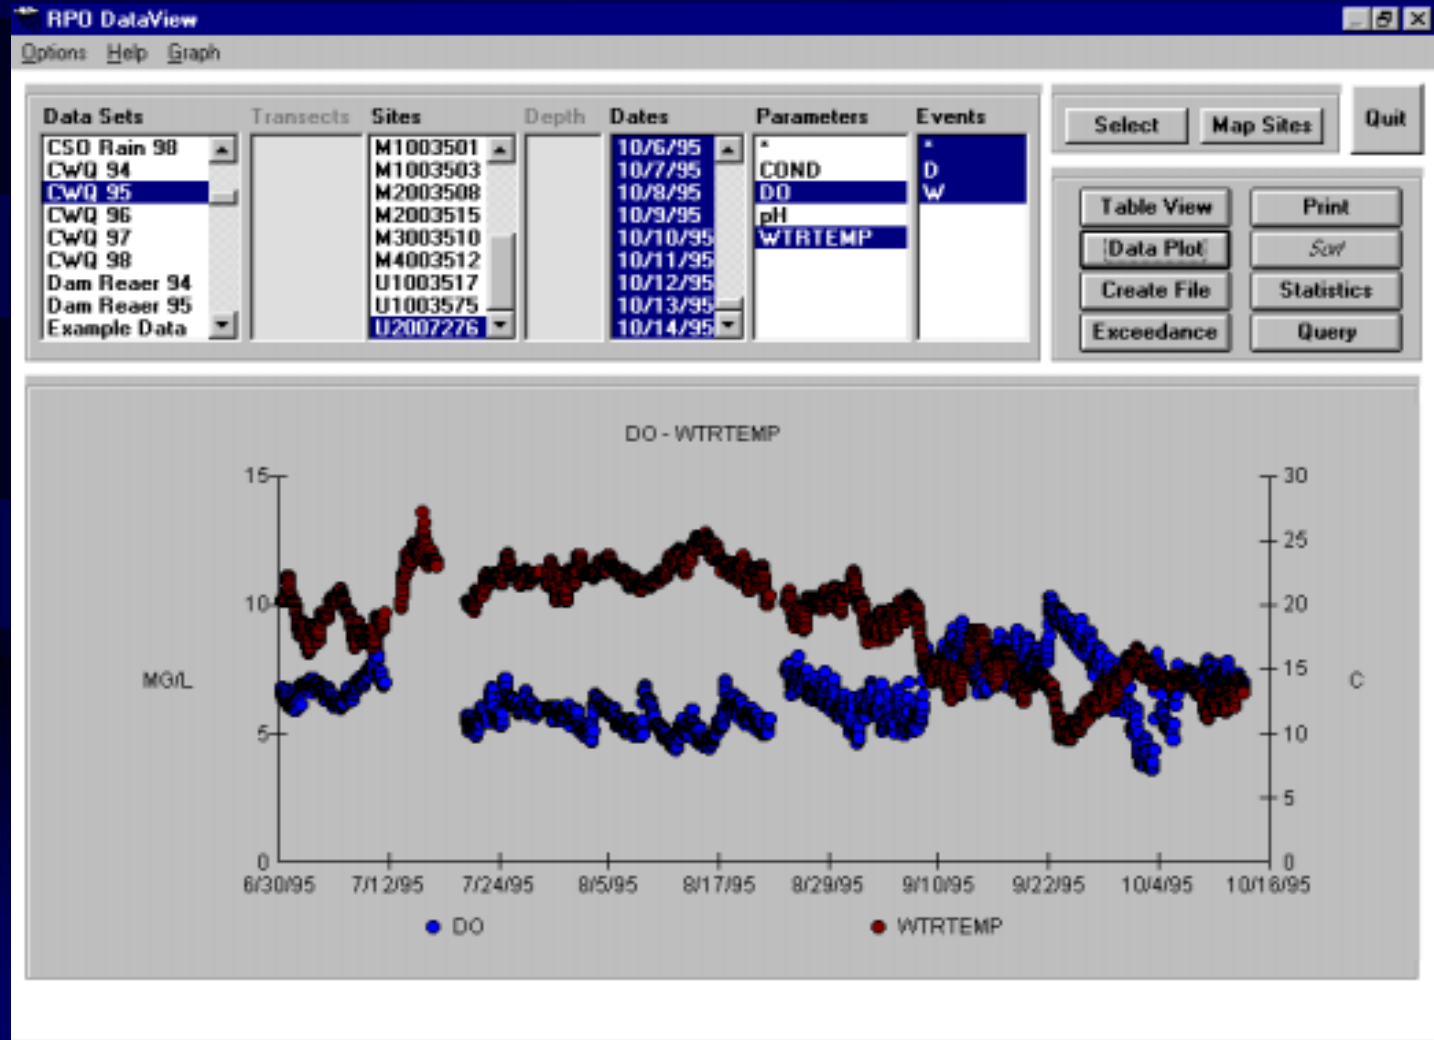 RPO DataView
Options Help Graph
Data Sets
CSO Rain 98
CWQ 94
CWQ 95
CWQ 96
CWQ 97
CWQ 98
Dam Reaer 94
Dam Reaer 95
Example Data
Transects
Sites
M1003501
M1003503
M2003508
M2003515
M3003510
M4003512
U1003517
U1003575
U2007276
Depth
Dates
10/6/95
10/7/95
10/8/95
10/9/95
10/10/95
10/11/95
10/12/95
10/13/95
10/14/95
Parameters
*
COND
DO
pH
WTRTEMP
Events
*
D
W
Select Map Sites Quit
Table View Print
Data Plot Sort
Create File Statistics
Exceedance Query
DO - WTRTEMP
15 30
25
10 20
MG/L 15 C
5 10
5
0 0
6/30/95 7/12/95 7/24/95 8/5/95 8/17/95 8/29/95 9/10/95 9/22/95 10/4/95 10/16/95
DO WTRTEMP